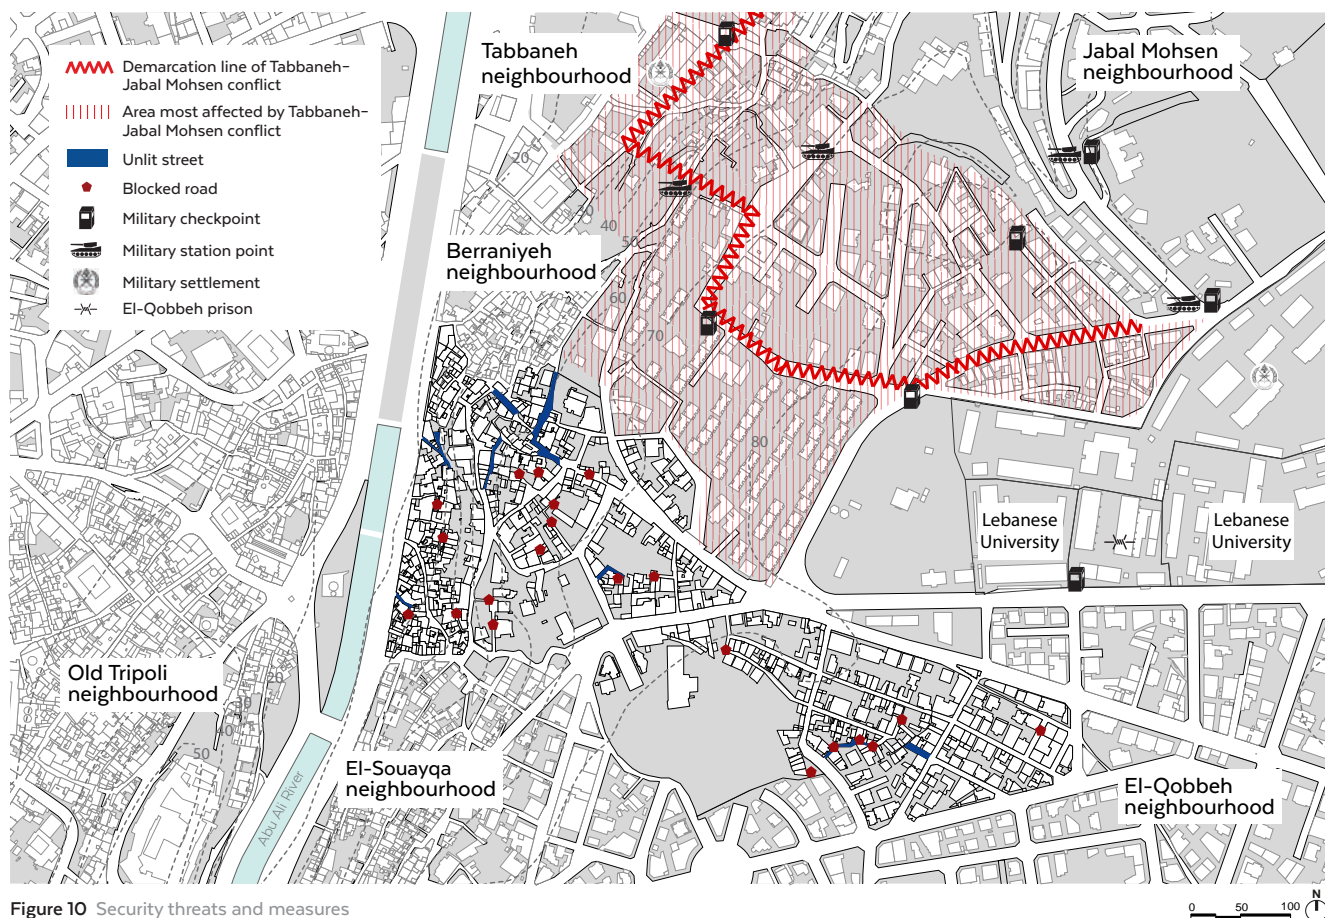 Demarcation line of Tabbaneh–
Jabal Mohsen conflict
Area most affected by Tabbaneh-
Jabal Mohsen conflict
Unlit street
Blocked road
Military checkpoint
Military station point
Military settlement
El-Qobbeh prison
Tabbaneh
neighbourhood
Jabal Mohsen
neighbourhood
20
30
40
50
60
70
80
Berraniyeh
neighbourhood
Lebanese
University
Lebanese
University
Old Tripoli
neighbourhood
20
30
40
50
Abu Ali River
El-Souayqa
neighbourhood
El-Qobbeh
neighbourhood
Figure 10 Security threats and measures
0 50 100
N